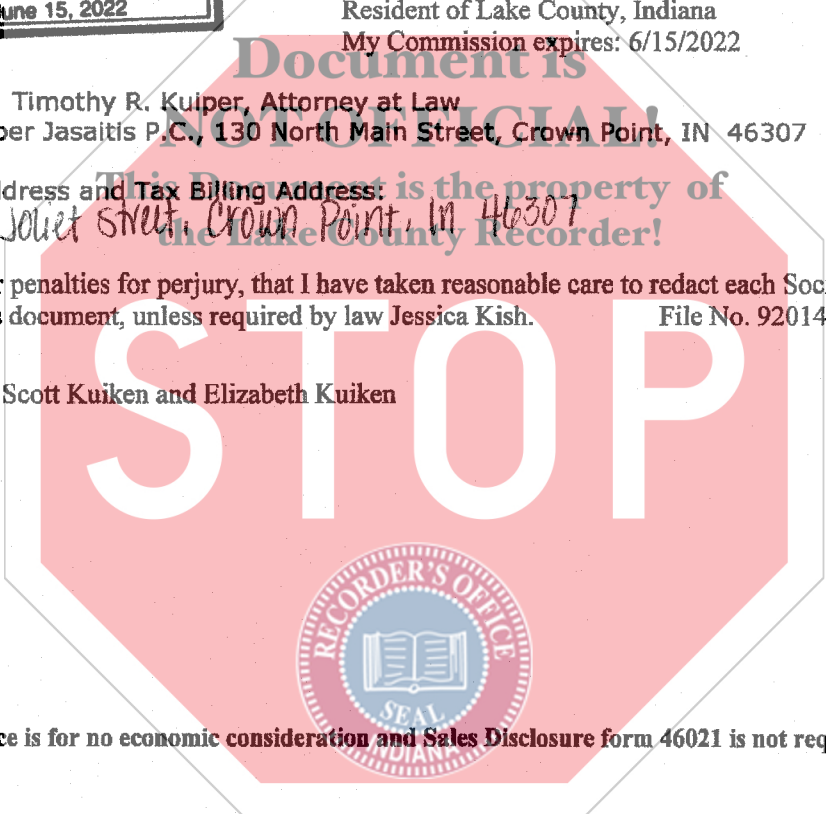 June 15, 2022
Resident of Lake County, Indiana
My Commission expires: 6/15/2022
Document is
Timothy R. Kuiper, Attorney at Law
NOT OFFICIAL!
per Jasaitis P.C., 130 North Main Street, Crown Point, IN 46307
This Document is the property of
ddress and Tax Billing Address:
Joliet Street, Crown Point, In 46307
the Lake County Recorder!
r penalties for perjury, that I have taken reasonable care to redact each Soc
s document, unless required by law Jessica Kish. File No. 92014
Scott Kuiken and Elizabeth Kuiken
STOP
RECORDER'S OFFICE
SEAL
INDIANA
ce is for no economic consideration and Sales Disclosure form 46021 is not req